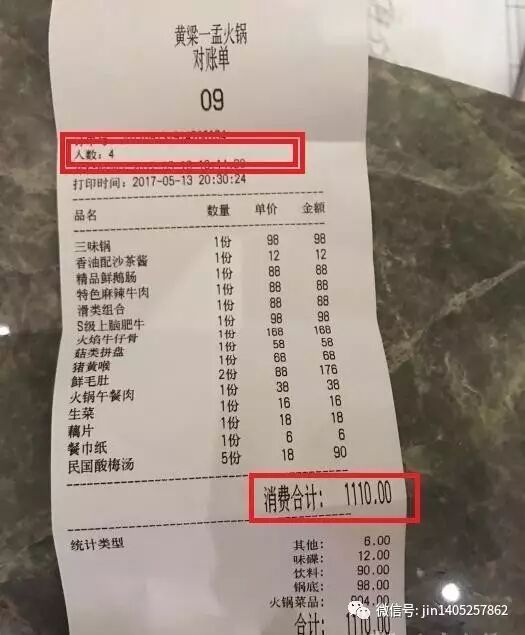 黄梁一孟火锅
对账单
09
人数：4
打印时间：2017-05-13 20:30:24
品名 数量 单价 金额
三味锅 1份 98 98
香油配沙茶酱 1份 12 12
精品鲜鹅肠 1份 88 88
特色麻辣牛肉 1份 88 88
滑类组合 1份 88 88
S级上脑肥牛 1份 98 98
火焰牛仔骨 1份 168 168
菇类拼盘 1份 58 58
猪黄喉 1份 68 68
鲜毛肚 2份 88 176
火锅午餐肉 1份 38 38
生菜 1份 16 16
藕片 1份 18 18
餐巾纸 1份 6 6
民国酸梅汤 5份 18 90
消费合计： 1110.00
统计类型
其他： 6.00
味碟： 12.00
饮料： 90.00
锅底： 98.00
火锅菜品：
合计： 1110.00
微信号: jin1405257862